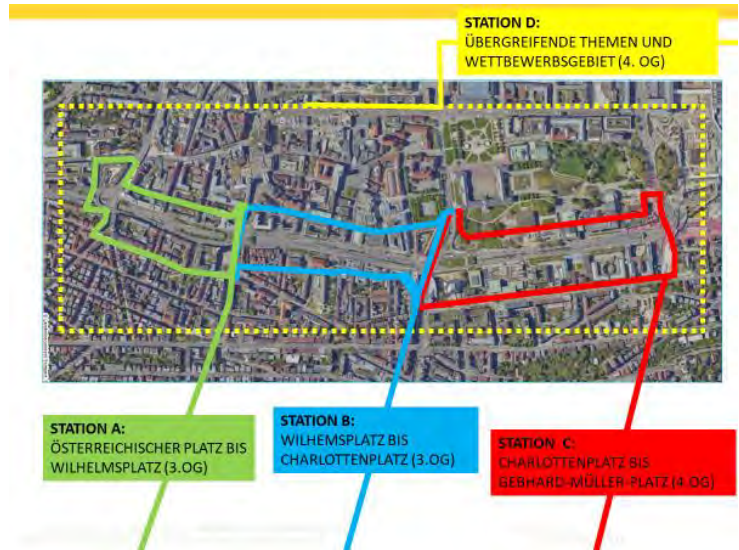 STATION D:
ÜBERGREIFENDE THEMEN UND
WETTBEWERBSGEBIET (4. OG)
STATION A:
ÖSTERREICHISCHER PLATZ BIS
WILHELMSPLATZ (3.OG)
STATION B:
WILHEMSPLATZ BIS
CHARLOTTENPLATZ (3.OG)
STATION C:
CHARLOTTENPLATZ BIS
GEBHARD-MÜLLER-PLATZ (4.OG)